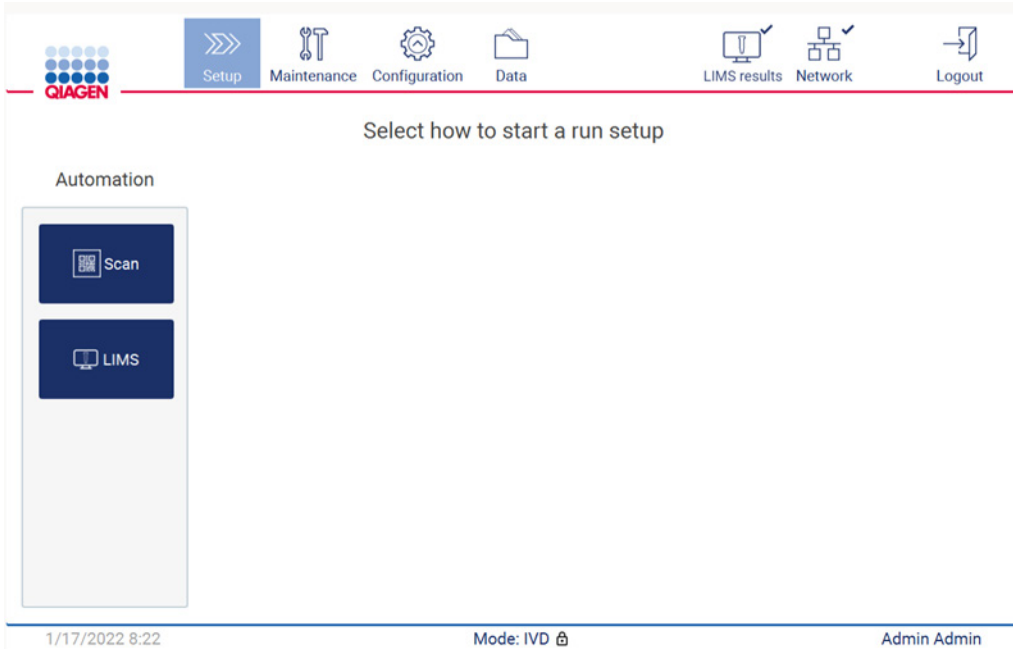 QIAGEN
Setup
Maintenance
Configuration
Data
LIMS results
Network
Logout
Select how to start a run setup
Automation
Scan
LIMS
1/17/2022 8:22
Mode: IVD
Admin Admin